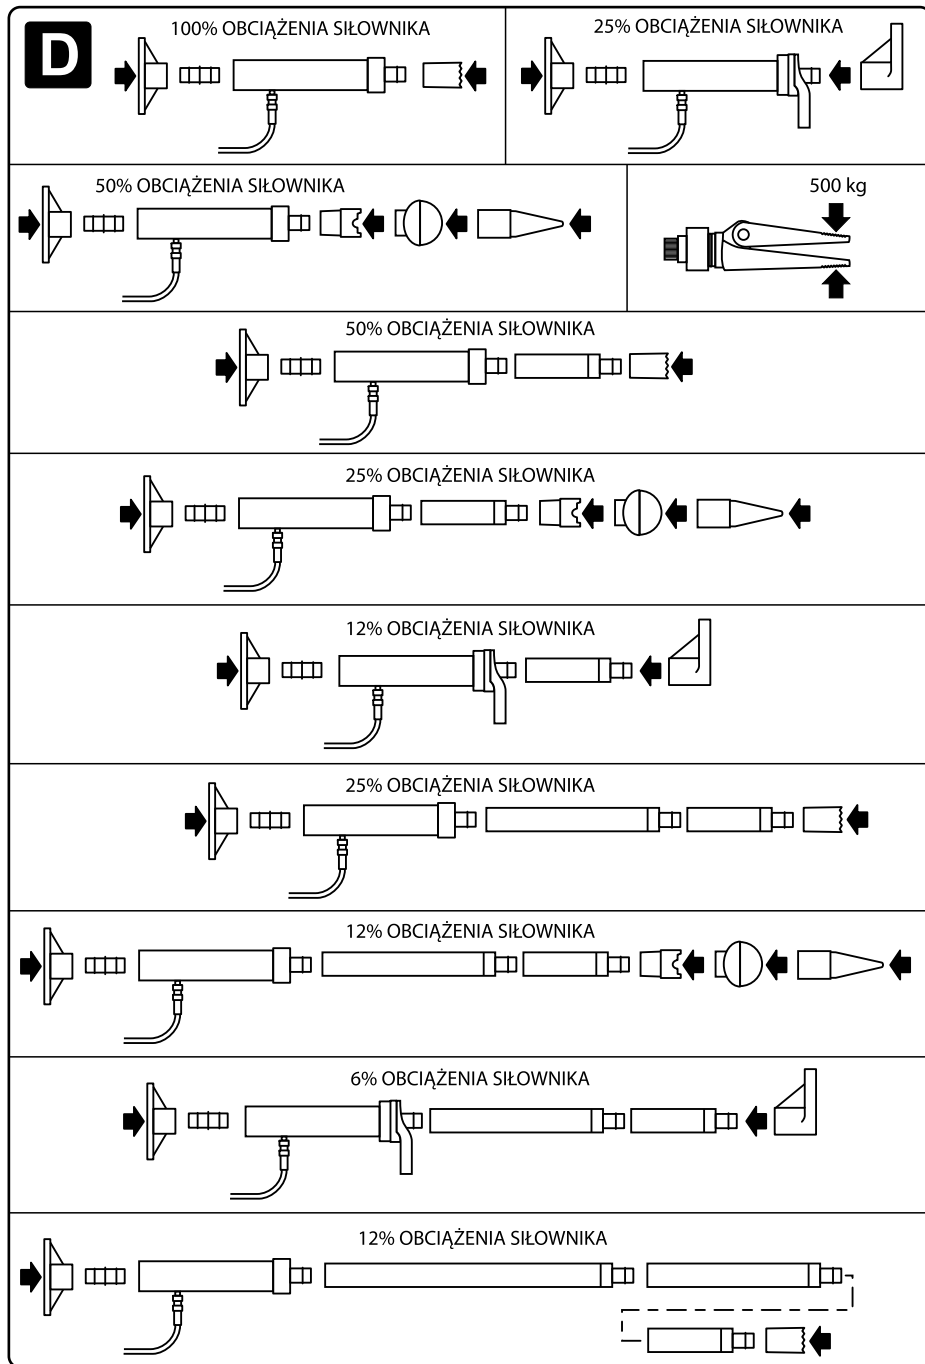 D
100% OBCIĄŻENIA SIŁOWNIKA
25% OBCIĄŻENIA SIŁOWNIKA
50% OBCIĄŻENIA SIŁOWNIKA
500 kg
50% OBCIĄŻENIA SIŁOWNIKA
25% OBCIĄŻENIA SIŁOWNIKA
12% OBCIĄŻENIA SIŁOWNIKA
25% OBCIĄŻENIA SIŁOWNIKA
12% OBCIĄŻENIA SIŁOWNIKA
6% OBCIĄŻENIA SIŁOWNIKA
12% OBCIĄŻENIA SIŁOWNIKA